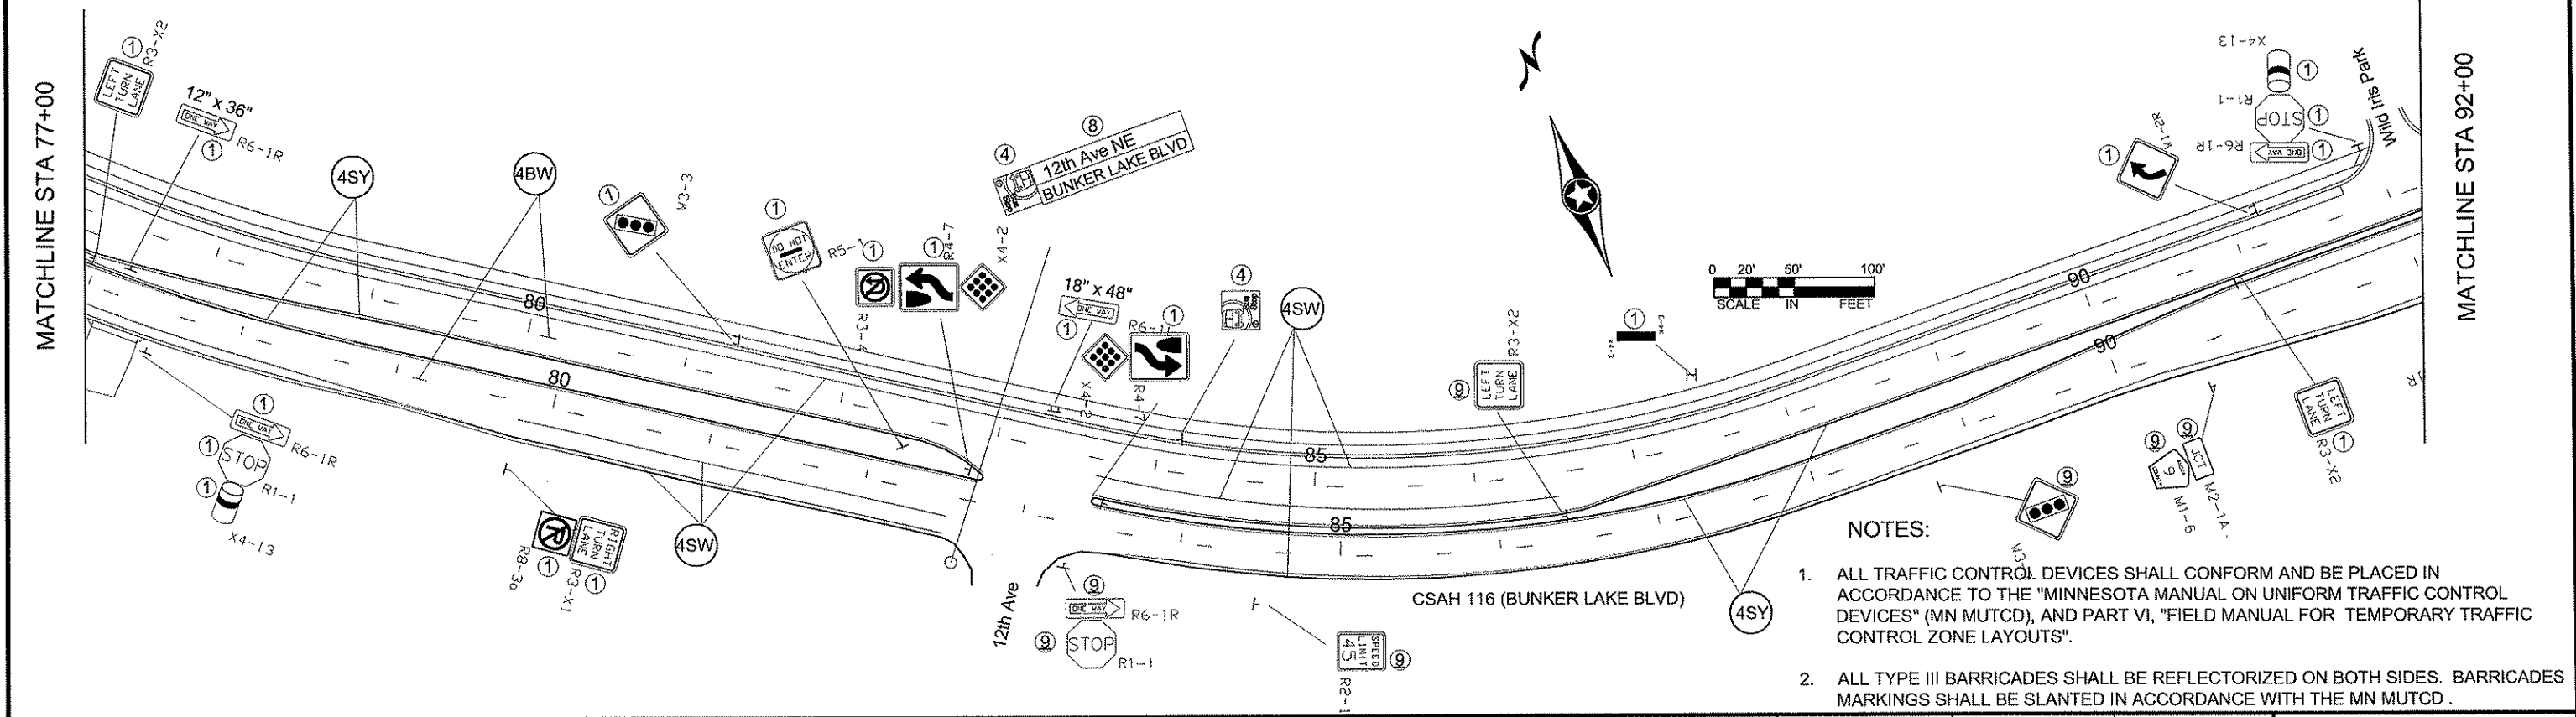 MATCHLINE STA 77+00
1
LEFT TURN LANE
R3-X2
12" x 36"
ONE WAY
R6-1R
1
4SY
4BW
1
W3-3
1
DO NOT ENTER
R5-1
1
R3-4
1
R4-7
X4-2
4
8
12th Ave NE
BUNKER LAKE BLVD
18" x 48"
ONE WAY
1
1
X4-2
R4-7
4
4SW
80
80
85
85
90
90
9
LEFT TURN LANE
R3-X2
1
X4-3
X4-3
0 20' 50' 100'
SCALE IN FEET
1
W1-2R
X4-13
1
R1-1
STOP
1
R6-1R
ONE WAY
1
Wild Iris Park
MATCHLINE STA 92+00
1
ONE WAY
R6-1R
1
STOP
R1-1
1
X4-13
R8-3a
1
RIGHT TURN LANE
R3-X1
1
4SW
12th Ave
9
ONE WAY
R6-1R
9
STOP
R1-1
SPEED LIMIT 45
9
R2-1
CSAH 116 (BUNKER LAKE BLVD)
4SY
9
9
JCT
9
M1-6
M2-1A
9
LEFT TURN LANE
1
R3-X2
NOTES:
1. ALL TRAFFIC CONTROL DEVICES SHALL CONFORM AND BE PLACED IN
ACCORDANCE TO THE "MINNESOTA MANUAL ON UNIFORM TRAFFIC CONTROL
DEVICES" (MN MUTCD), AND PART VI, "FIELD MANUAL FOR TEMPORARY TRAFFIC
CONTROL ZONE LAYOUTS".
2. ALL TYPE III BARRICADES SHALL BE REFLECTORIZED ON BOTH SIDES. BARRICADES
MARKINGS SHALL BE SLANTED IN ACCORDANCE WITH THE MN MUTCD .